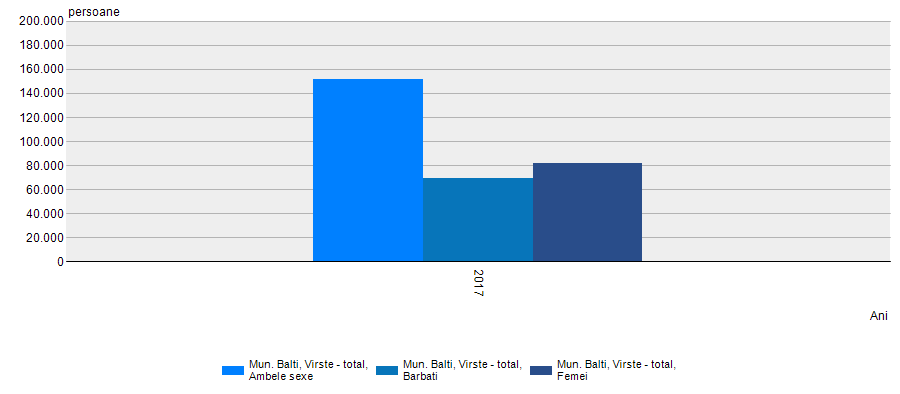 persoane
200.000
180.000
160.000
140.000
120.000
100.000
80.000
60.000
40.000
20.000
0
2017
Ani
Mun. Balti, Virste - total,
Ambele sexe
Mun. Balti, Virste - total,
Barbati
Mun. Balti, Virste - total,
Femei